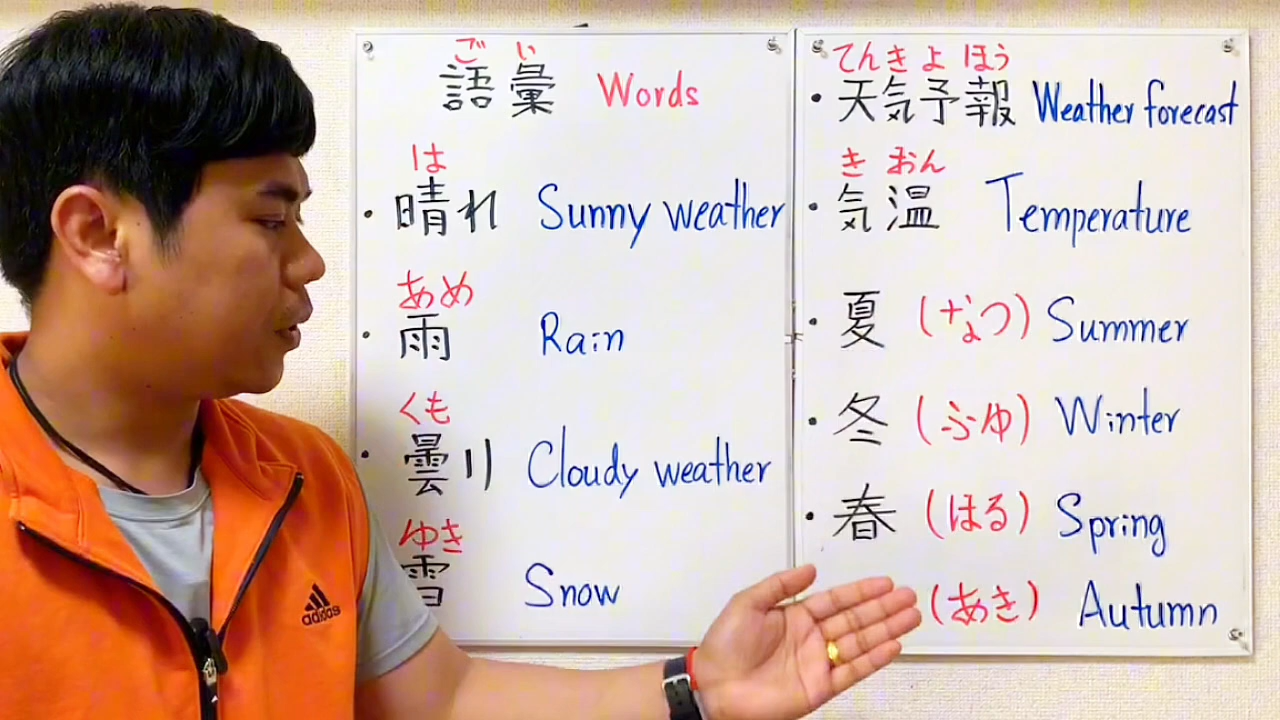 ごい
語彙 Words
は
・晴れ Sunny weather
あめ
・雨 Rain
くも
・曇り Cloudy weather
ゆき
雪 Snow
てんきよほう
・天気予報 Weather forecast
きおん
・気温 Temperature
・夏 (なつ) Summer
・冬 (ふゆ) Winter
・春 (はる) Spring
(あき) Autumn
adidas